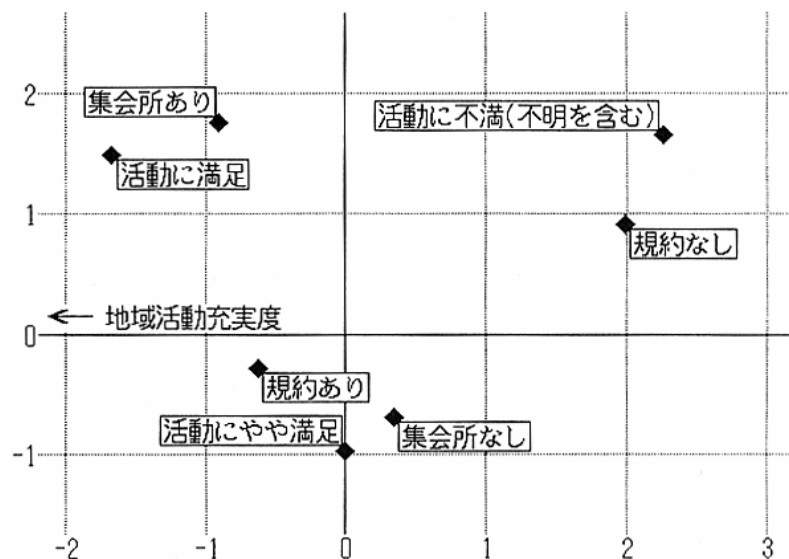 2
集会所あり
活動に不満(不明を含む)
活動に満足
1
規約なし
← 地域活動充実度
0
規約あり
活動にやや満足
集会所なし
-1
-2 -1 0 1 2 3